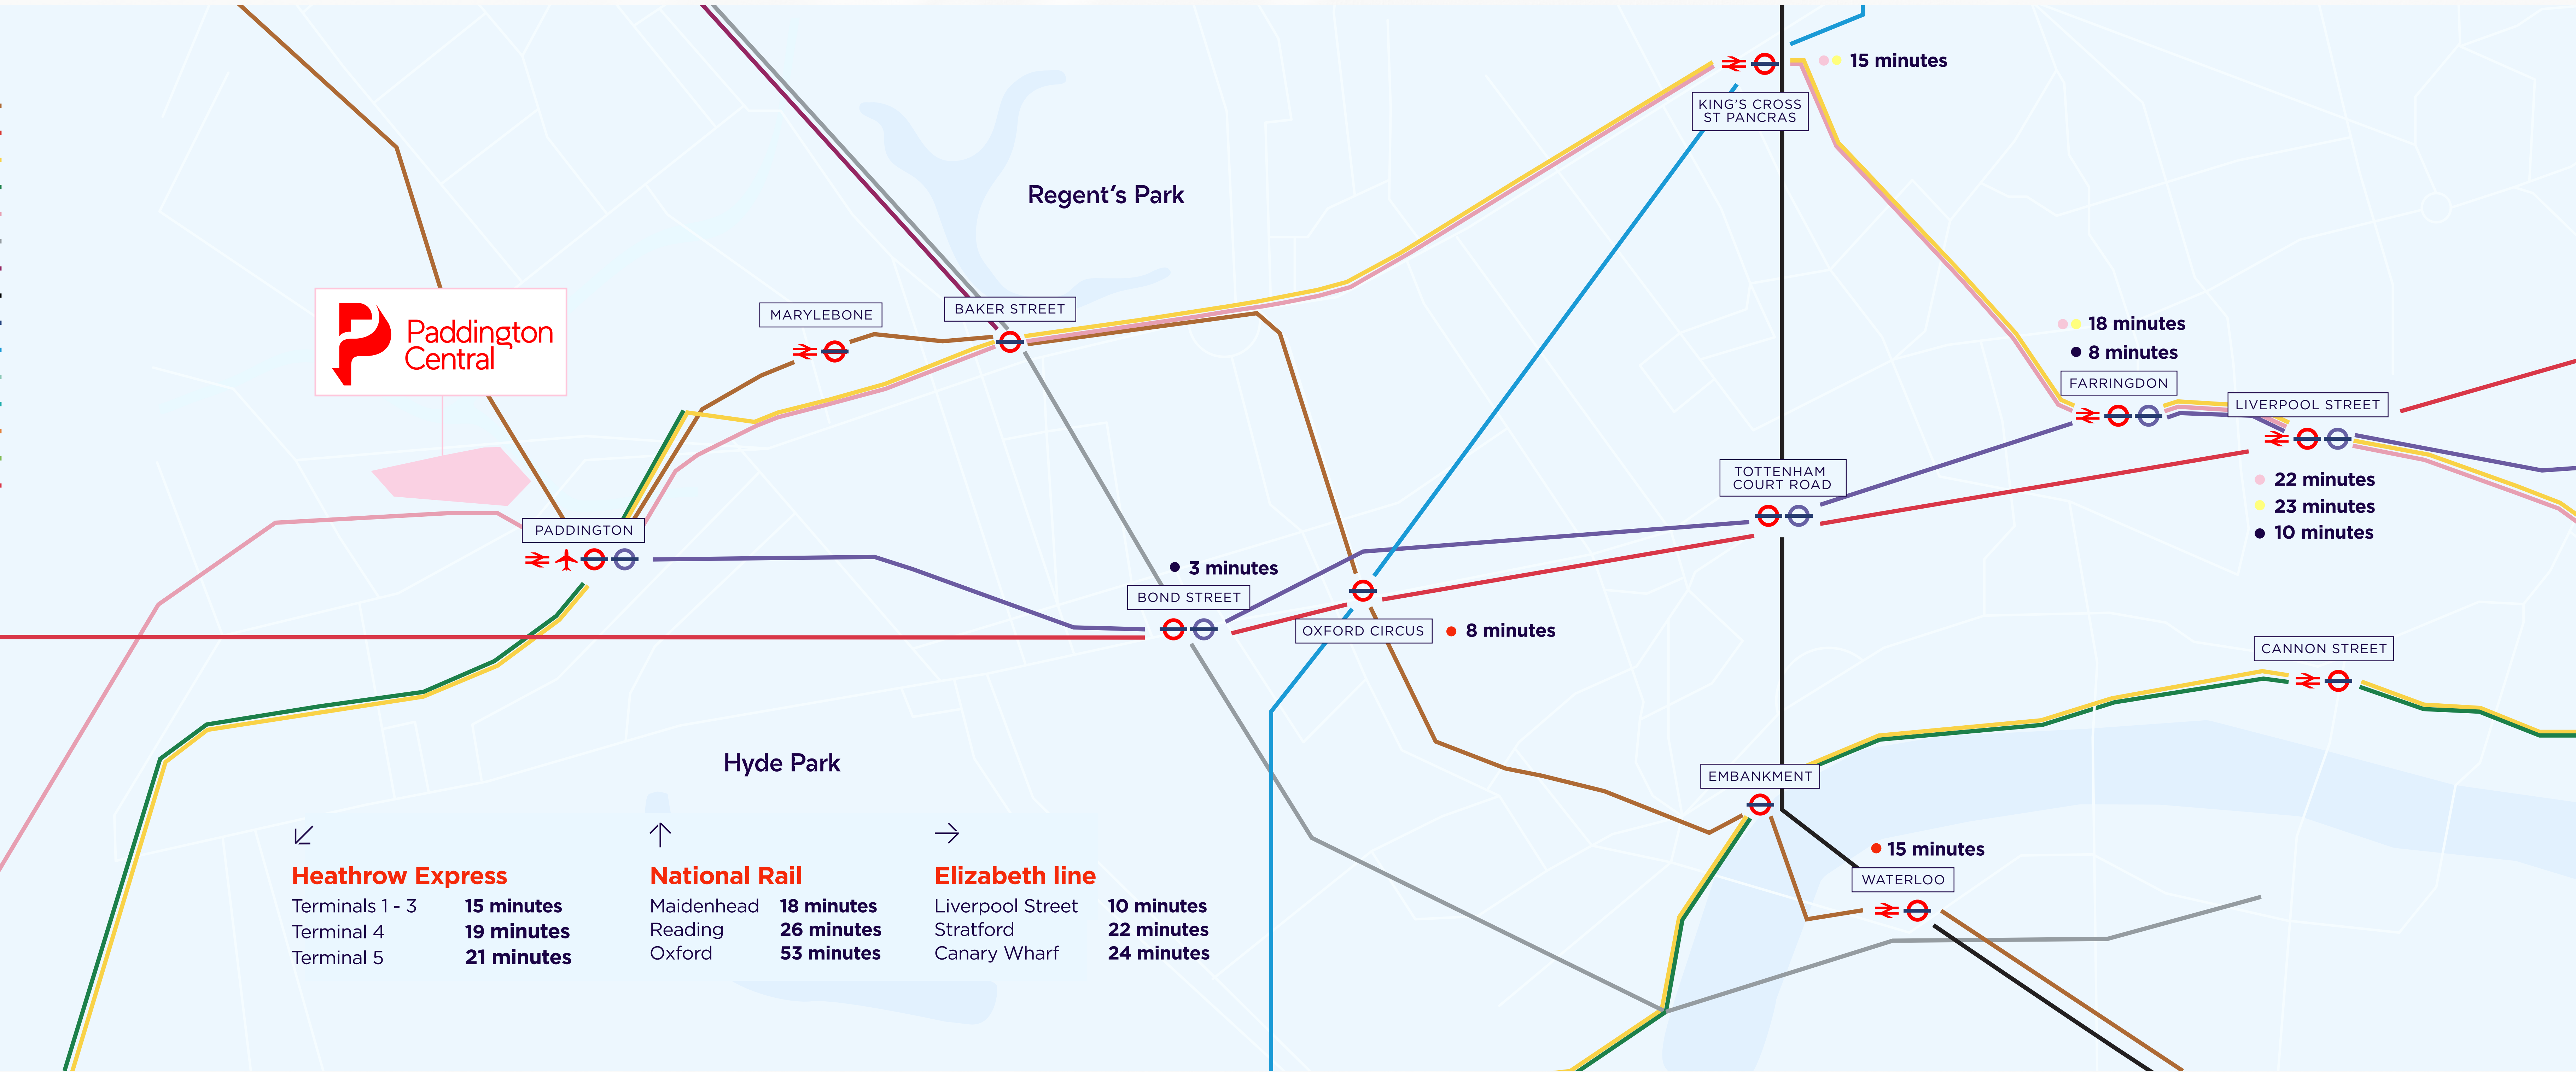 15 minutes
KING'S CROSS
ST PANCRAS
Regent's Park
Paddington
Central
MARYLEBONE
BAKER STREET
18 minutes
8 minutes
FARRINGDON
LIVERPOOL STREET
22 minutes
23 minutes
10 minutes
TOTTENHAM
COURT ROAD
PADDINGTON
3 minutes
BOND STREET
OXFORD CIRCUS
8 minutes
CANNON STREET
Hyde Park
EMBANKMENT
15 minutes
WATERLOO
Heathrow Express
Terminals 1 - 3 15 minutes
Terminal 4 19 minutes
Terminal 5 21 minutes
National Rail
Maidenhead 18 minutes
Reading 26 minutes
Oxford 53 minutes
Elizabeth line
Liverpool Street 10 minutes
Stratford 22 minutes
Canary Wharf 24 minutes